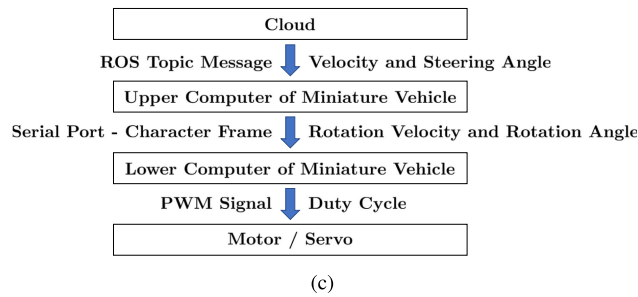 Cloud
ROS Topic Message Velocity and Steering Angle
Upper Computer of Miniature Vehicle
Serial Port - Character Frame Rotation Velocity and Rotation Angle
Lower Computer of Miniature Vehicle
PWM Signal Duty Cycle
Motor / Servo
(c)